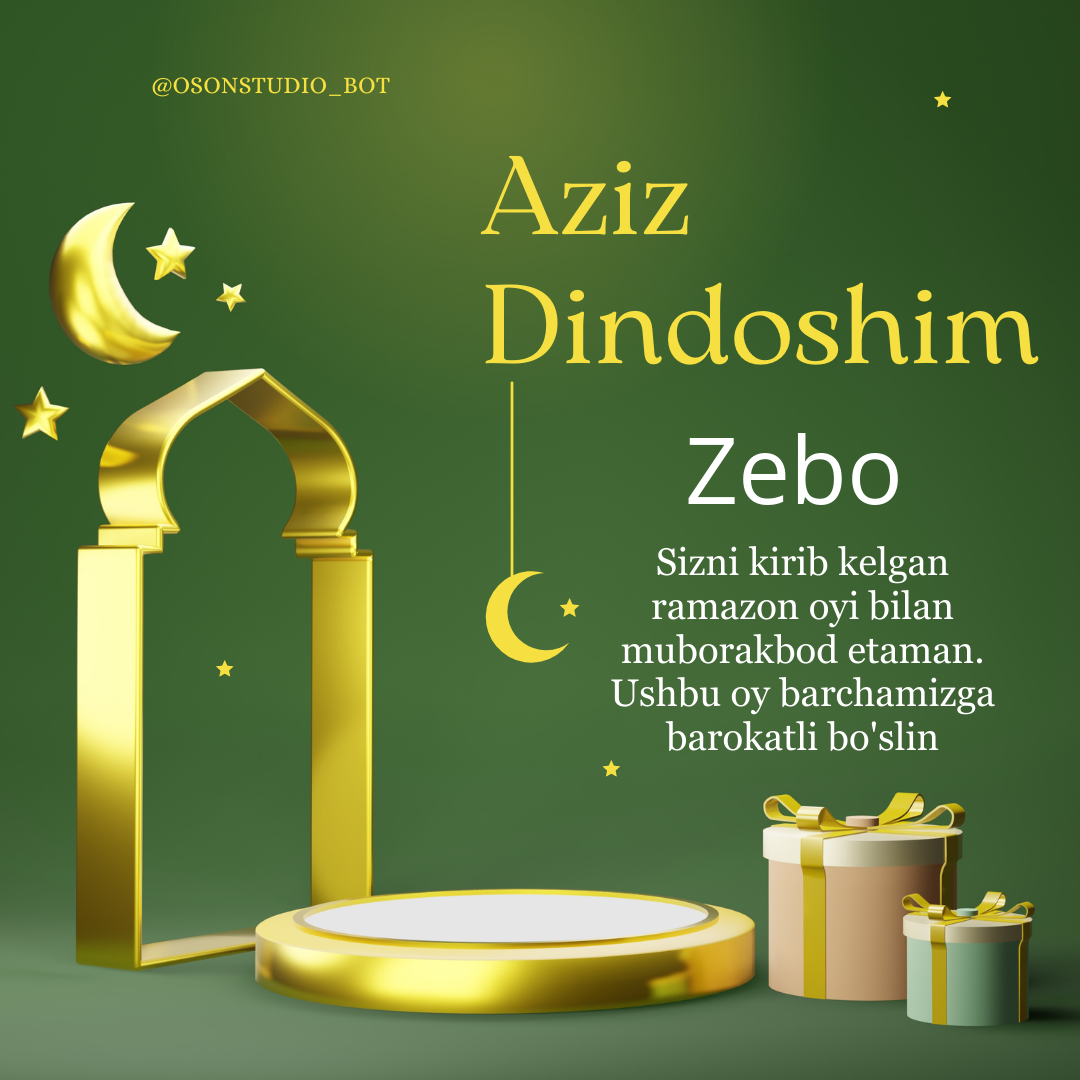 @OSONSTUDIO_BOT
Aziz
Dindoshim
Zebo
Sizni kirib kelgan
ramazon oyi bilan
muborakbod etaman.
Ushbu oy barchamizga
barokatli bo'slin